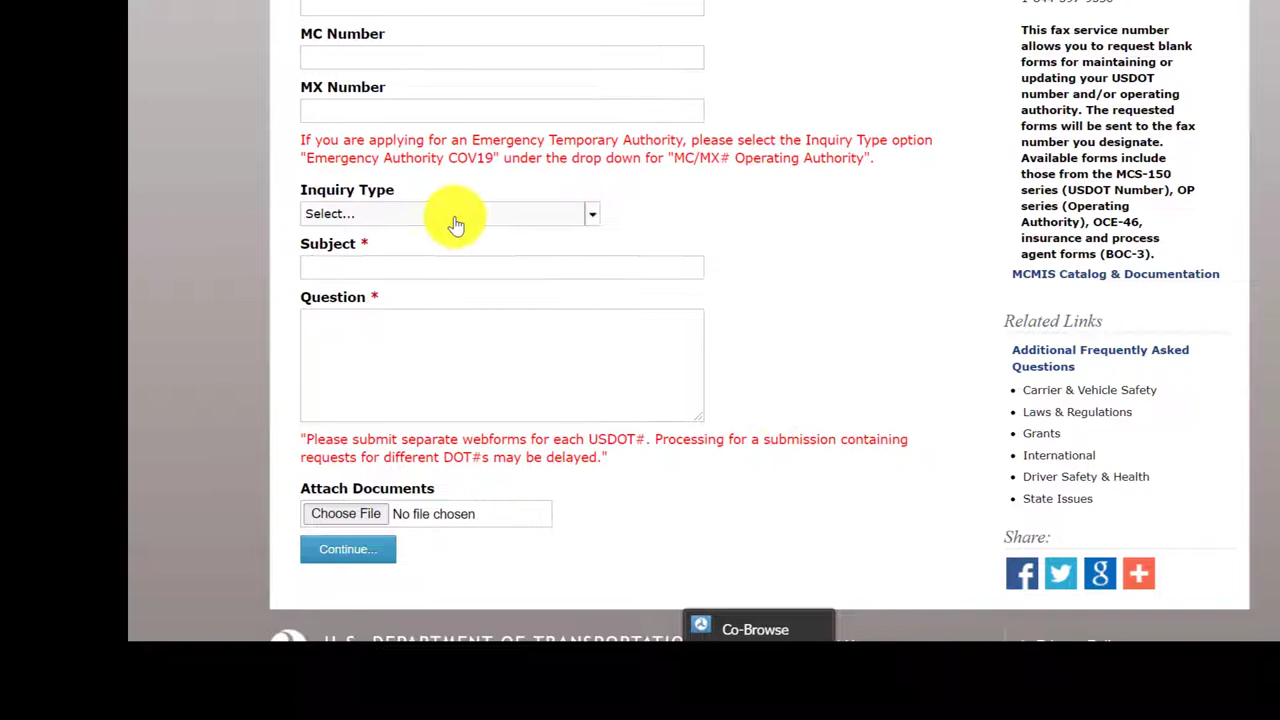 MC Number
MX Number
If you are applying for an Emergency Temporary Authority, please select the Inquiry Type option
"Emergency Authority COV19" under the drop down for "MC/MX# Operating Authority".
Inquiry Type
Select...
Subject *
Question *
"Please submit separate webforms for each USDOT#. Processing for a submission containing
requests for different DOT#s may be delayed."
Attach Documents
Choose File No file chosen
Continue...
This fax service number
allows you to request blank
forms for maintaining or
updating your USDOT
number and/or operating
authority. The requested
forms will be sent to the fax
number you designate.
Available forms include
those from the MCS-150
series (USDOT Number), OP
series (Operating
Authority), OCE-46,
insurance and process
agent forms (BOC-3).
MCMIS Catalog & Documentation
Related Links
Additional Frequently Asked
Questions
• Carrier & Vehicle Safety
• Laws & Regulations
• Grants
• International
• Driver Safety & Health
• State Issues
Share:
U.S. DEPARTMENT OF
Co-Browse